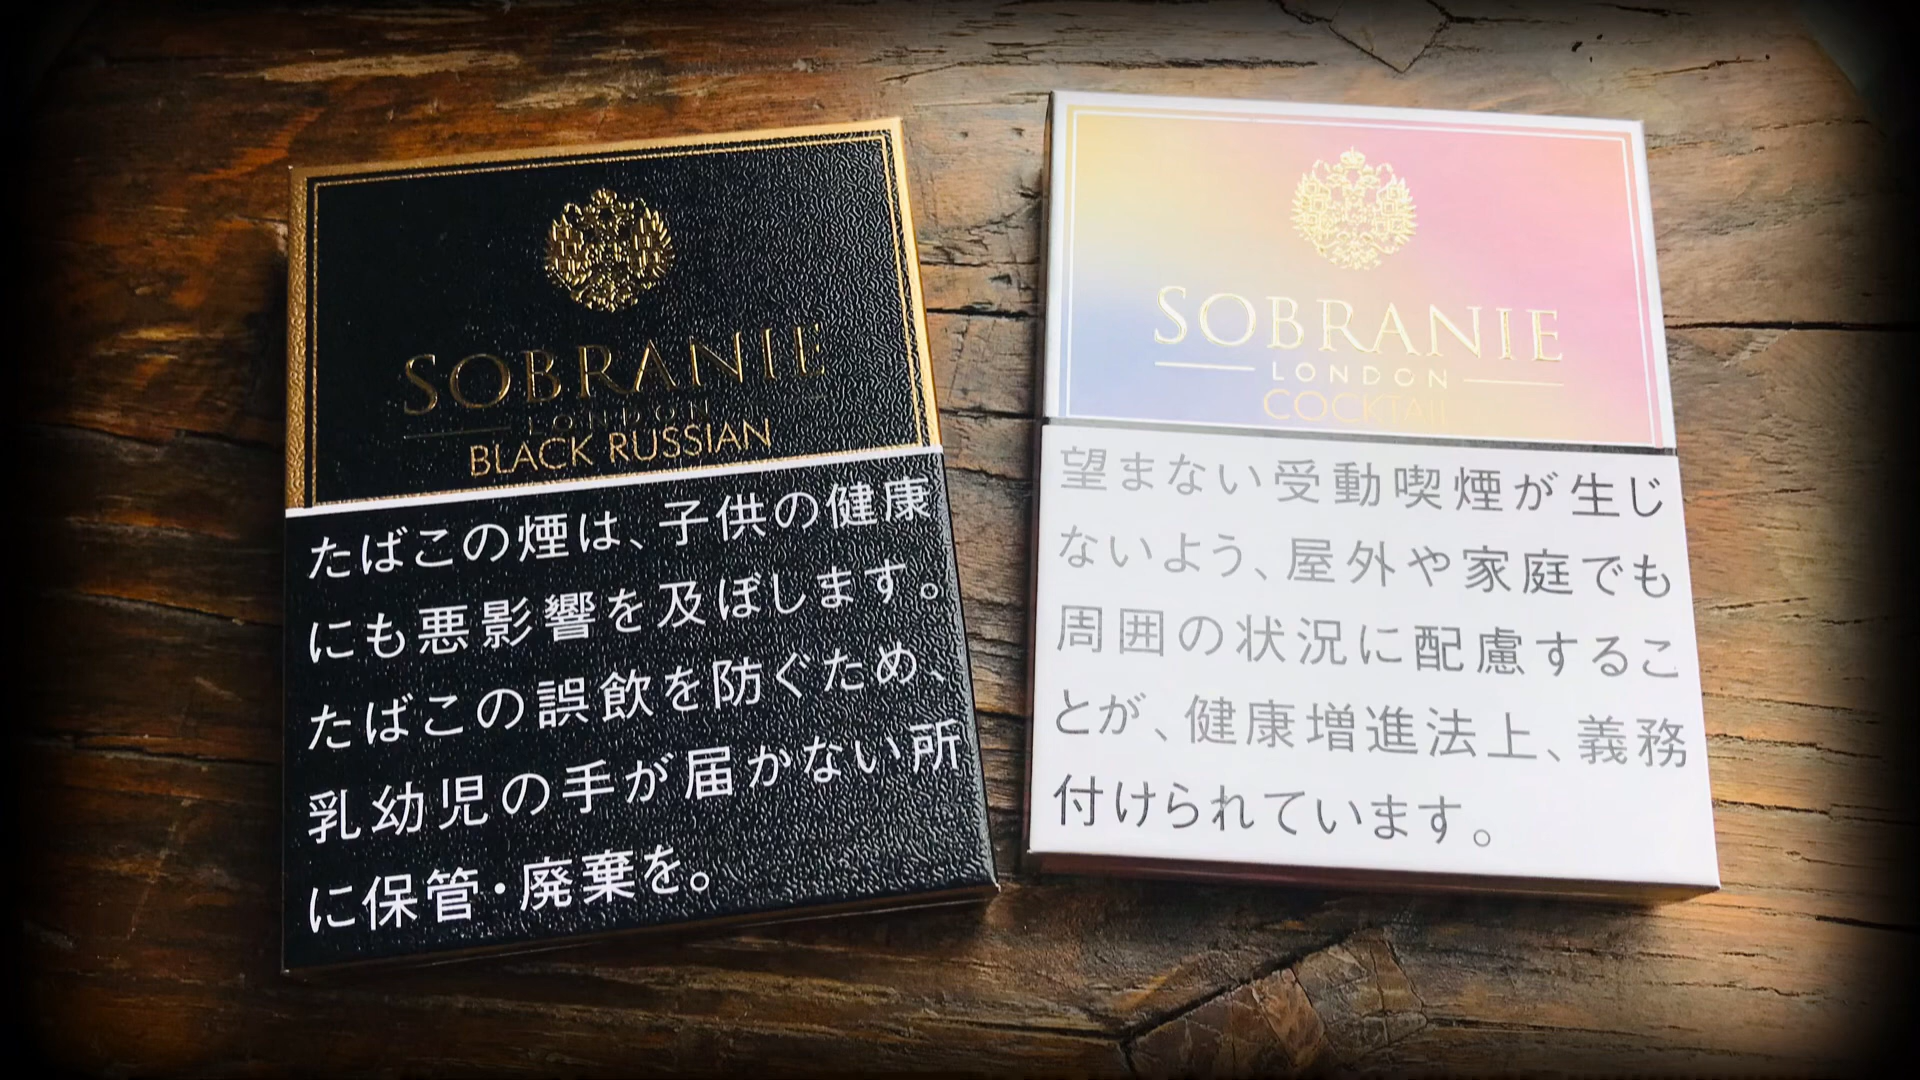 SOBRANIE
LONDON
BLACK RUSSIAN
たばこの煙は、子供の健康
にも悪影響を及ぼします。
たばこの誤飲を防ぐため、
乳幼児の手が届かない所
に保管・廃棄を。
SOBRANIE
LONDON
COCKTAIL
望まない受動喫煙が生じ
ないよう、屋外や家庭でも
周囲の状況に配慮するこ
とが、健康増進法上、義務
付けられています。